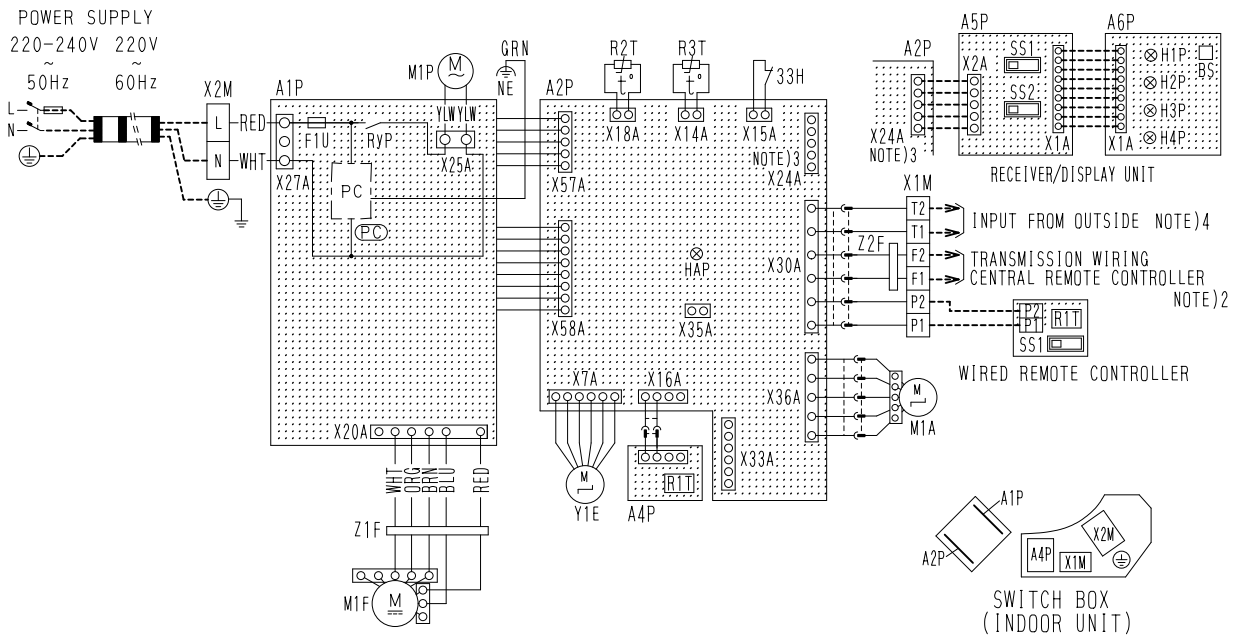 POWER SUPPLY
220-240V 220V
~ ~
50Hz 60Hz
L
N
X2M
L
N
RED
WHT
A1P
F1U
RyP
X27A
PC
PC
M1P
M
~
YLW YLW
X25A
GRN
NE
A2P
X57A
X58A
R2T
t°
X18A
R3T
t°
X14A
33H
X15A
NOTE)3
X24A
HAP
X35A
X30A
Z2F
X1M
T2
T1
F2
F1
P2
P1
INPUT FROM OUTSIDE NOTE)4
TRANSMISSION WIRING
CENTRAL REMOTE CONTROLLER
NOTE)2
P2
P1
R1T
SS1
WIRED REMOTE CONTROLLER
A2P
X24A
NOTE)3
A5P
X2A
SS1
SS2
X1A
A6P
X1A
H1P
H2P
H3P
H4P
BS
RECEIVER/DISPLAY UNIT
X36A
M
M1A
X33A
X7A
M
Y1E
X16A
R1T
A4P
X20A
WHT
ORG
BRN
BLU
RED
Z1F
M1F
M
A1P
A2P
A4P
X1M
X2M
SWITCH BOX
(INDOOR UNIT)